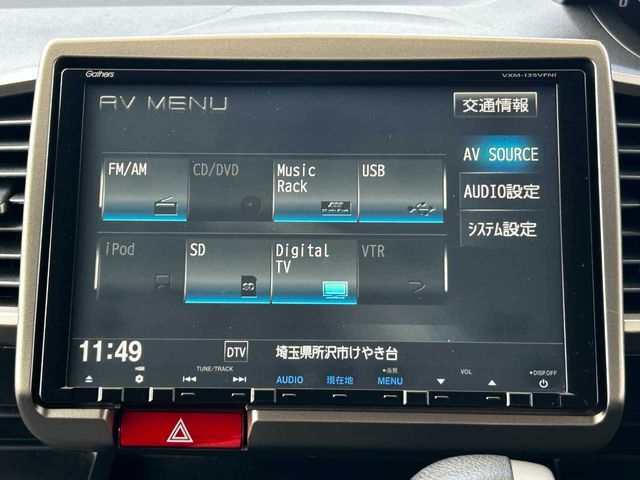 Gathers
VXM-135VFNi
AV MENU
交通情報
FM/AM
CD/DVD
Music
Rack
USB
AV SOURCE
AUDIO設定
iPod
SD
SD
Digital
TV
VTR
システム設定
11:49
DTV
埼玉県所沢市けやき台
TUNE/TRACK
AUDIO
現在地
画質
MENU
VOL
DISP.OFF